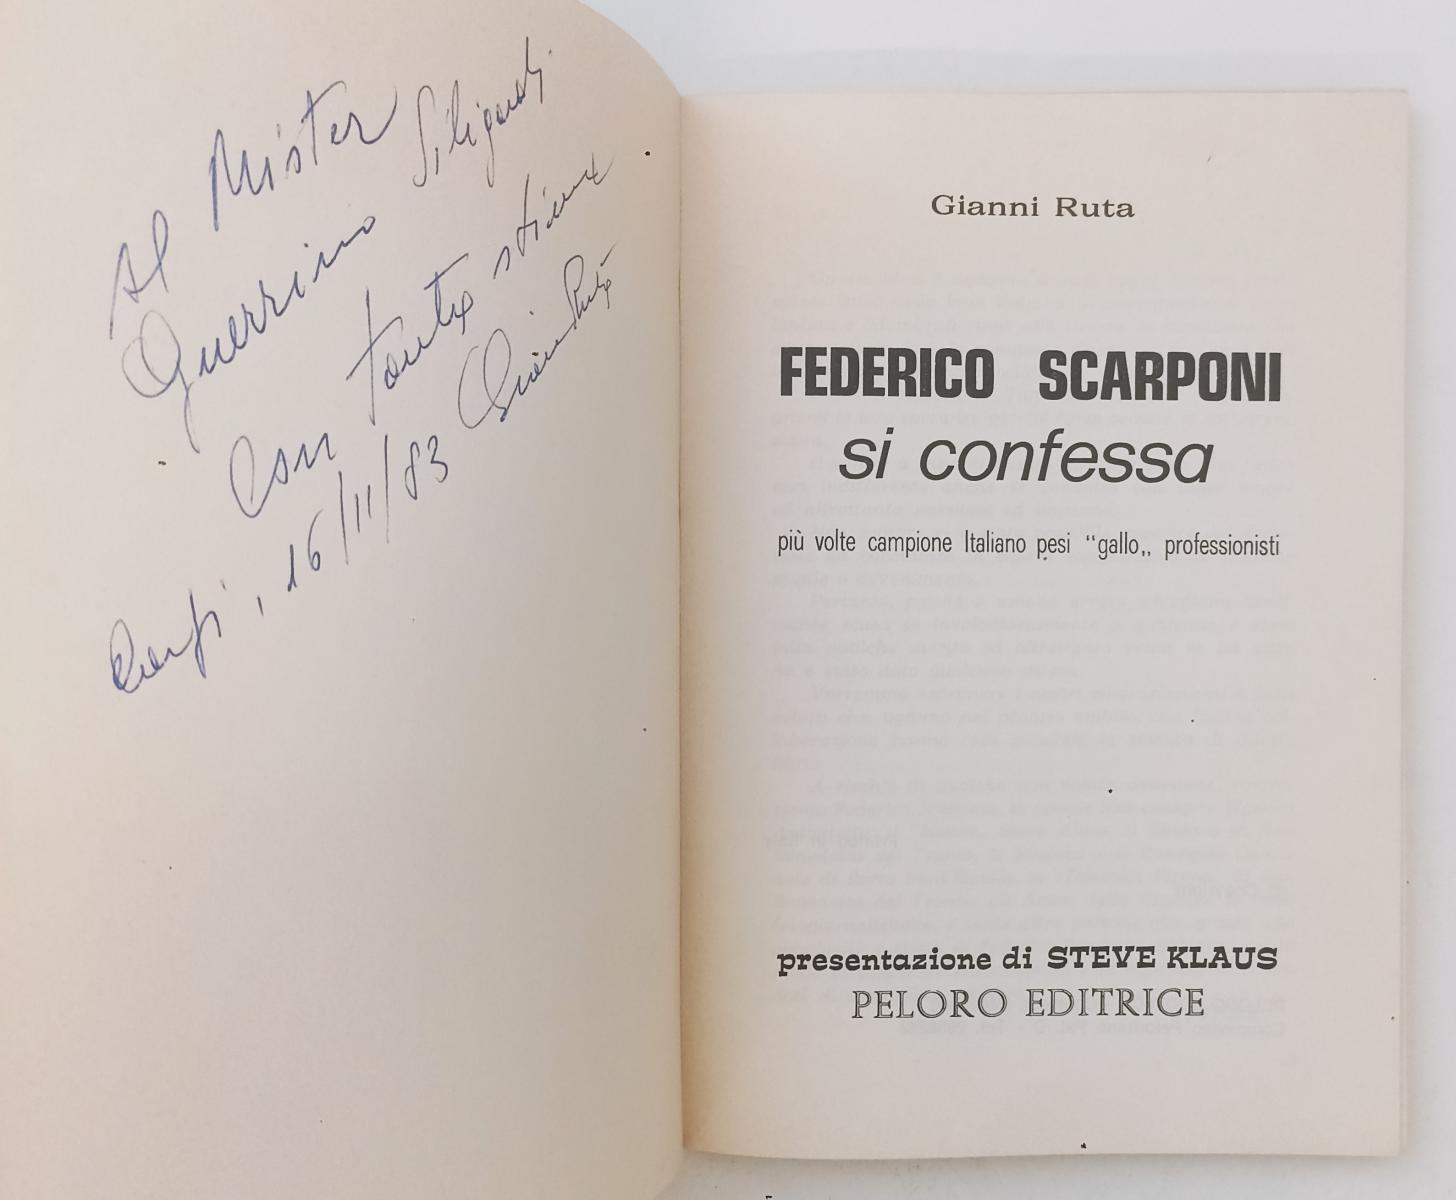 Al Mister
Guerrino Siligardi
Con tanta stima
Gianni Ruta
Carpi, 16/11/83
Gianni Ruta
FEDERICO SCARPONI
si confessa
più volte campione Italiano pesi "gallo,, professionisti
presentazione di STEVE KLAUS
PELORO EDITRICE